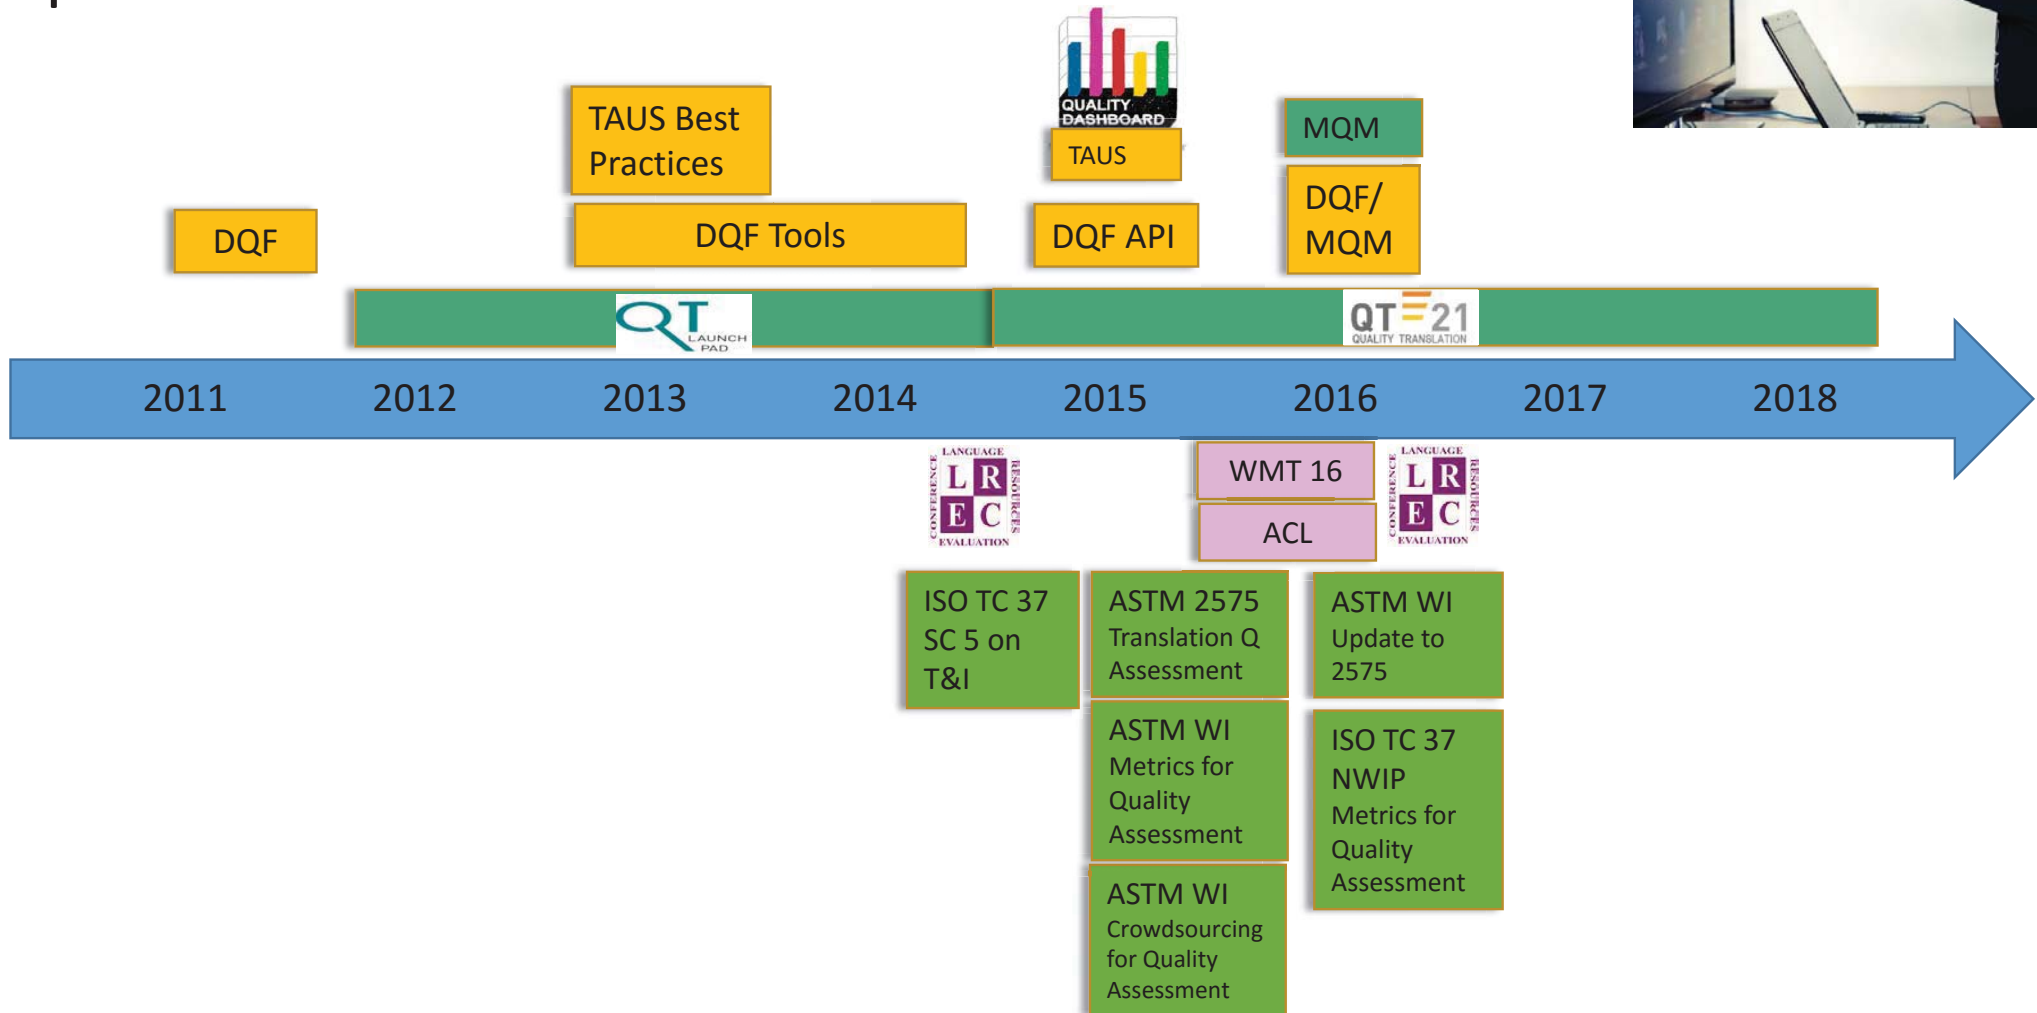 QUALITY
DASHBOARD
TAUS Best
Practices
TAUS
MQM
DQF
DQF Tools
DQF API
DQF/
MQM
QT
LAUNCH
PAD
QT 21
QUALITY TRANSLATION
2011 2012 2013 2014 2015 2016 2017 2018
LANGUAGE
CONFERENCE
L R
E C
RESOURCES
EVALUATION
WMT 16
ACL
LANGUAGE
CONFERENCE
L R
E C
RESOURCES
EVALUATION
ISO TC 37
SC 5 on
T&I
ASTM 2575
Translation Q
Assessment
ASTM WI
Update to
2575
ASTM WI
Metrics for
Quality
Assessment
ISO TC 37
NWIP
Metrics for
Quality
Assessment
ASTM WI
Crowdsourcing
for Quality
Assessment